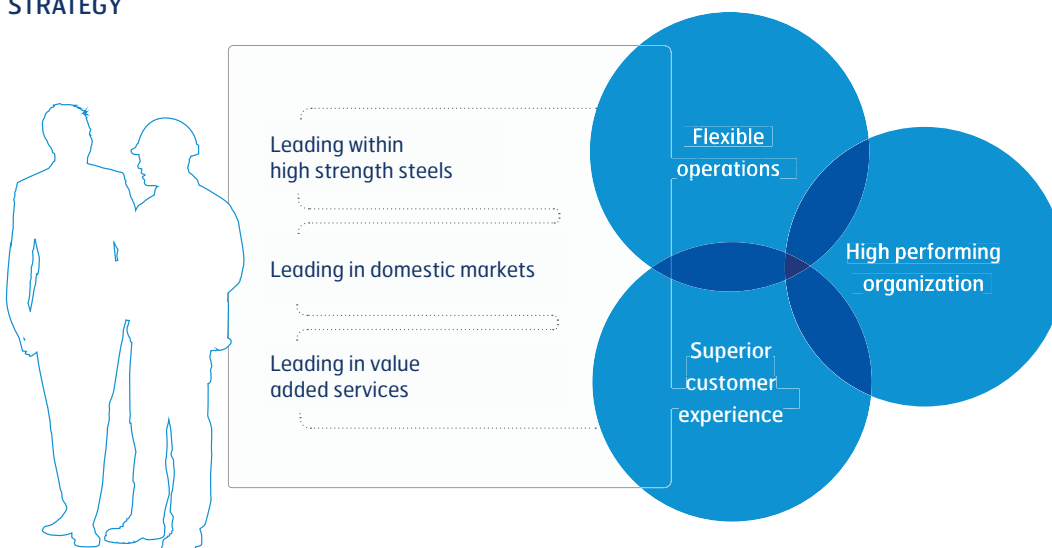 STRATEGY
Leading within
high strength steels
Leading in domestic markets
Leading in value
added services
Flexible
operations
High performing
organization
Superior
customer
experience